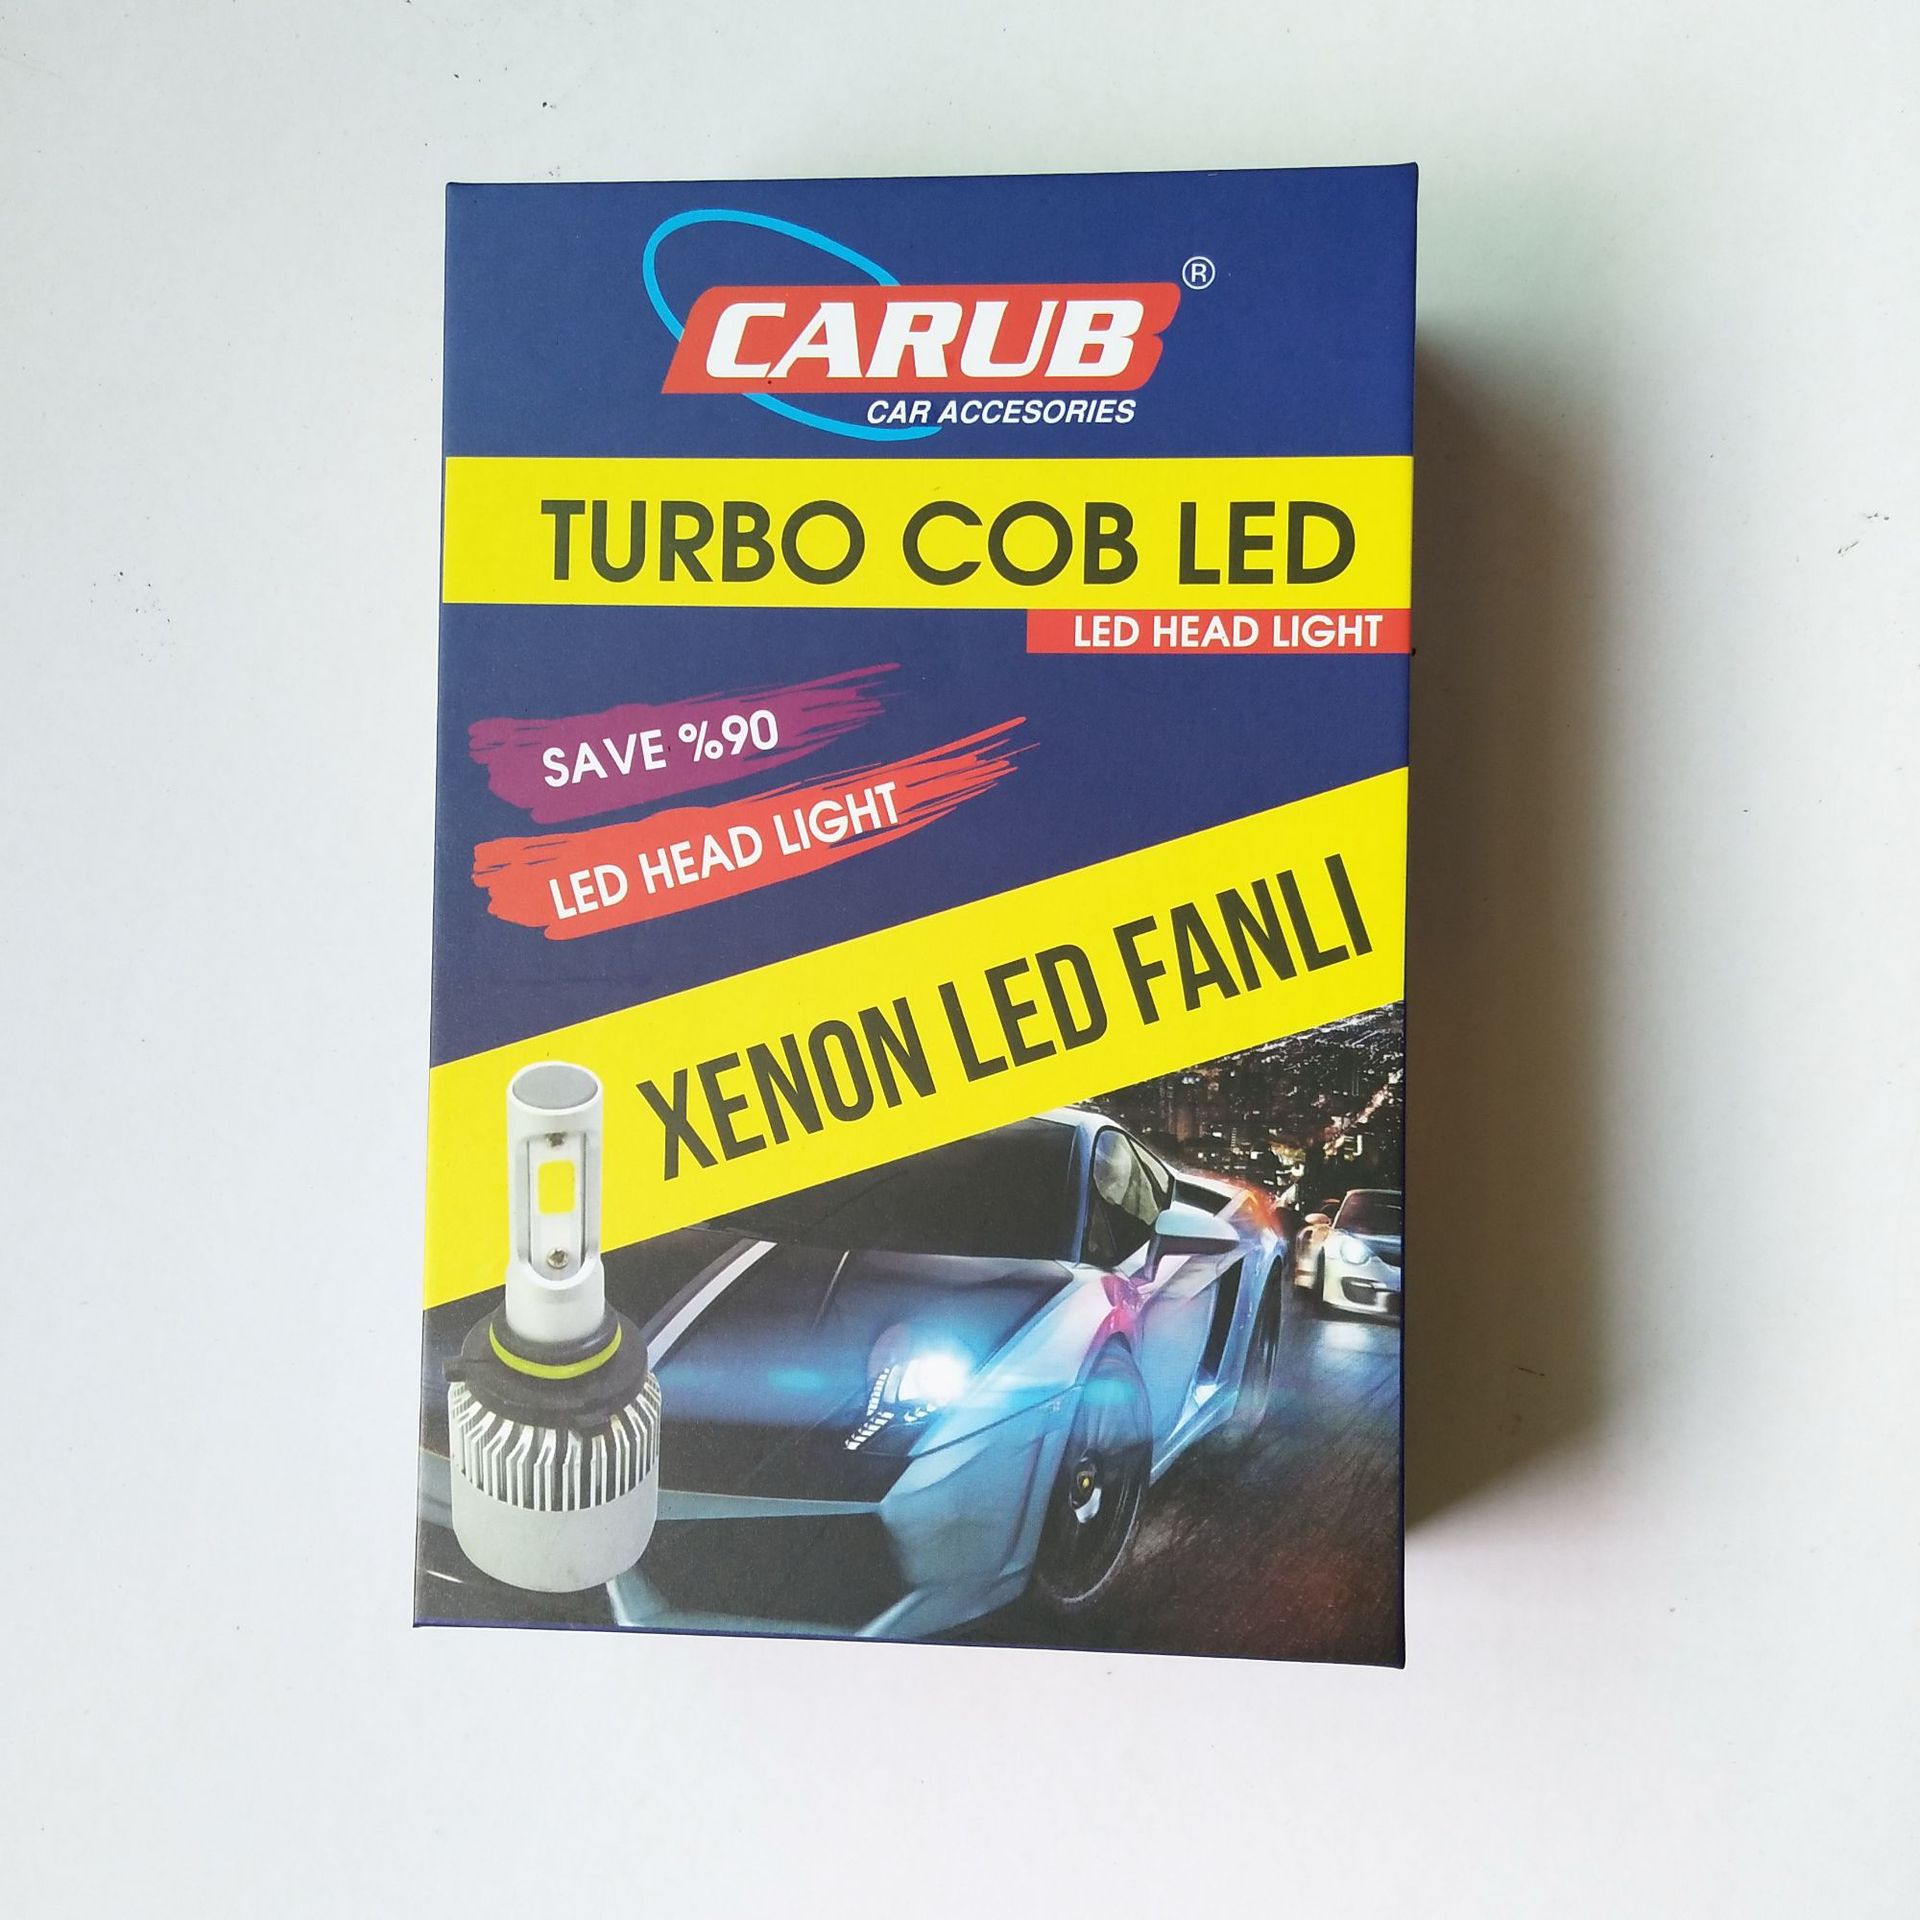 CARUB ®
CAR ACCESORIES
TURBO COB LED
LED HEAD LIGHT
SAVE %90
LED HEAD LIGHT
XENON LED FANLI